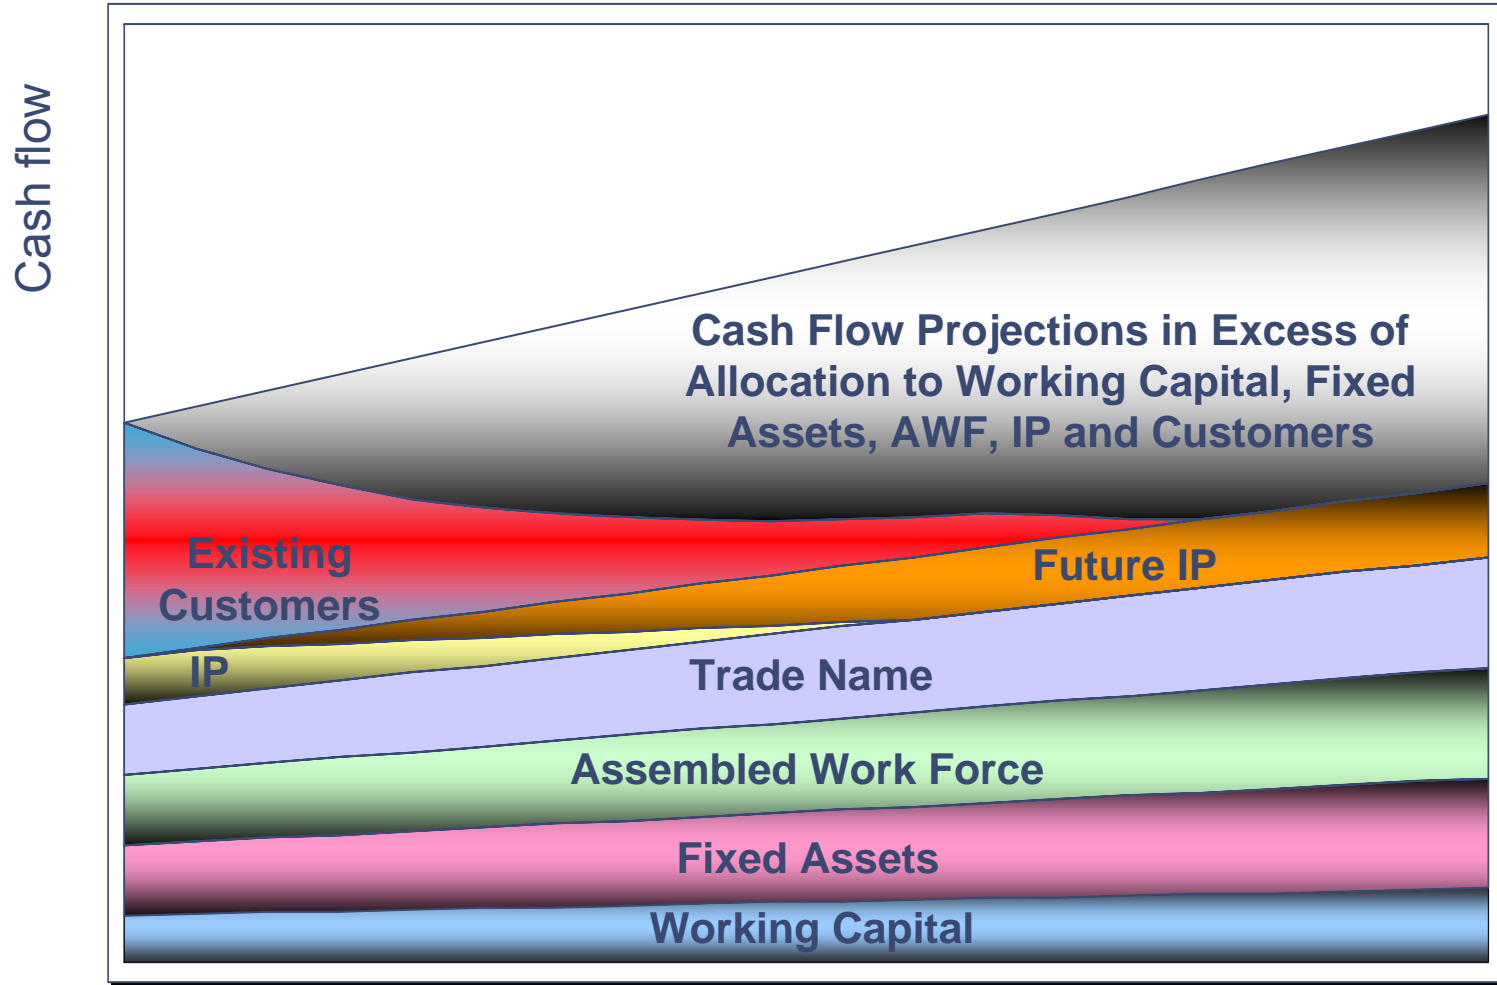 Cash flow
Cash Flow Projections in Excess of
Allocation to Working Capital, Fixed
Assets, AWF, IP and Customers
Existing
Customers
Future IP
IP
Trade Name
Assembled Work Force
Fixed Assets
Working Capital